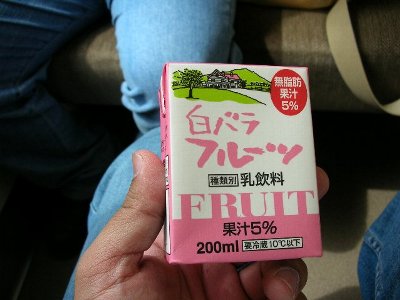 無脂肪
果汁
5%
白バラ
フルーツ
種類別 乳飲料
FRUIT
果汁5%
200ml 要冷蔵10℃以下